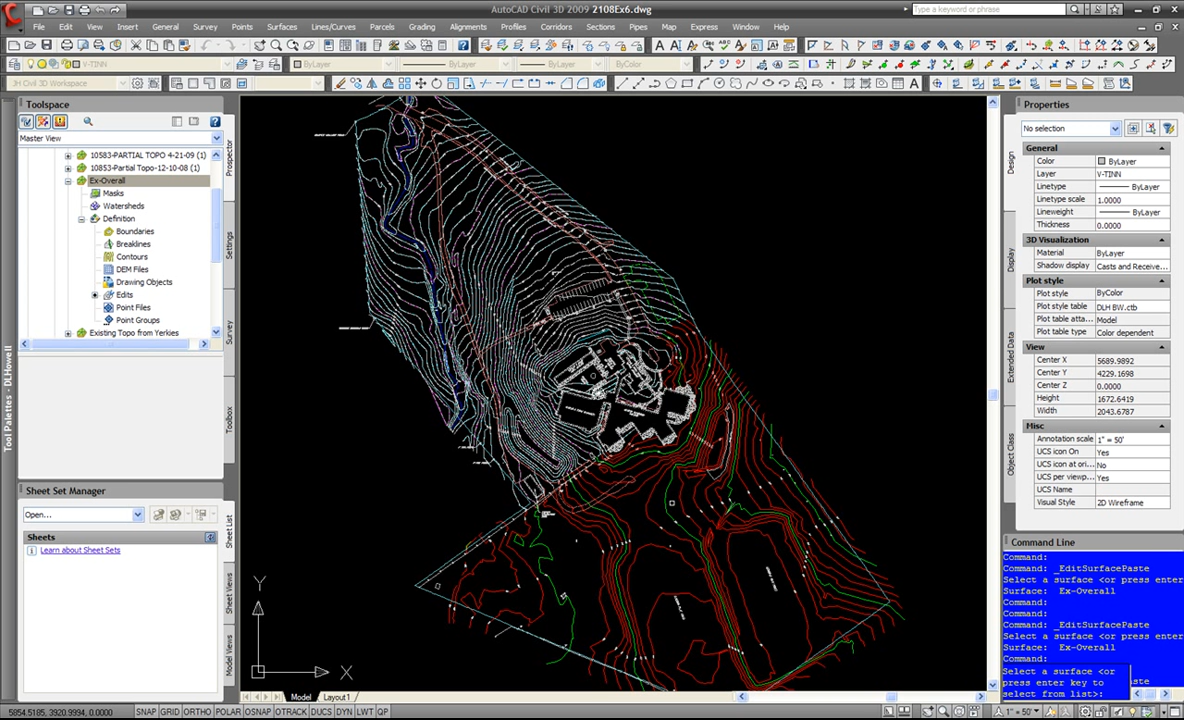 AutoCAD Civil 3D 2009 2108Ex6.dwg
Type a keyword or phrase
File Edit View Insert General Survey Points Surfaces Lines/Curves Parcels Grading Alignments Profiles Corridors Sections Pipes Map Express Window Help
V-TINN
ByLayer
ByLayer
ByLayer
ByColor
JH Civil 3D Workspace
Toolspace
Master View
10583-PARTIAL TOPO 4-21-09 (1)
10853-Partial Topo-12-10-08 (1)
Ex-Overall
Masks
Watersheds
Definition
Boundaries
Breaklines
Contours
DEM Files
Drawing Objects
Edits
Point Files
Point Groups
Existing Topo from Yerkies
Prospector
Settings
Survey
Toolbox
Tool Palettes - DLHowell
Sheet Set Manager
Open...
Sheets
Learn about Sheet Sets
Sheet List
Sheet Views
Model Views
Y
X
Model
Layout1
Properties
No selection
General
Color ByLayer
Layer V-TINN
Linetype ByLayer
Linetype scale 1.0000
Lineweight ByLayer
Thickness 0.0000
3D Visualization
Material ByLayer
Shadow display Casts and Receive...
Plot style
Plot style ByColor
Plot style table DLH BW.ctb
Plot table atta... Model
Plot table type Color dependent
View
Center X 5689.9892
Center Y 4229.1698
Center Z 0.0000
Height 1672.6419
Width 2043.6787
Misc
Annotation scale 1" = 50'
UCS icon On Yes
UCS icon at ori... No
UCS per viewp... Yes
UCS Name
Visual Style 2D Wireframe
Design
Display
Extended Data
Object Class
Command Line
Command:
Command: _EditSurfacePaste
Select a surface <or press enter
Surface: Ex-Overall
Command:
Command:
Command: _EditSurfacePaste
Select a surface <or press enter
Surface: Ex-Overall
Command:
Select a surface <or
press enter key to
select from list>:
5854.5185, 3920.9934, 0.0000
SNAP GRID ORTHO POLAR OSNAP OTRACK DUCS DYN LWT QP
1" = 50'